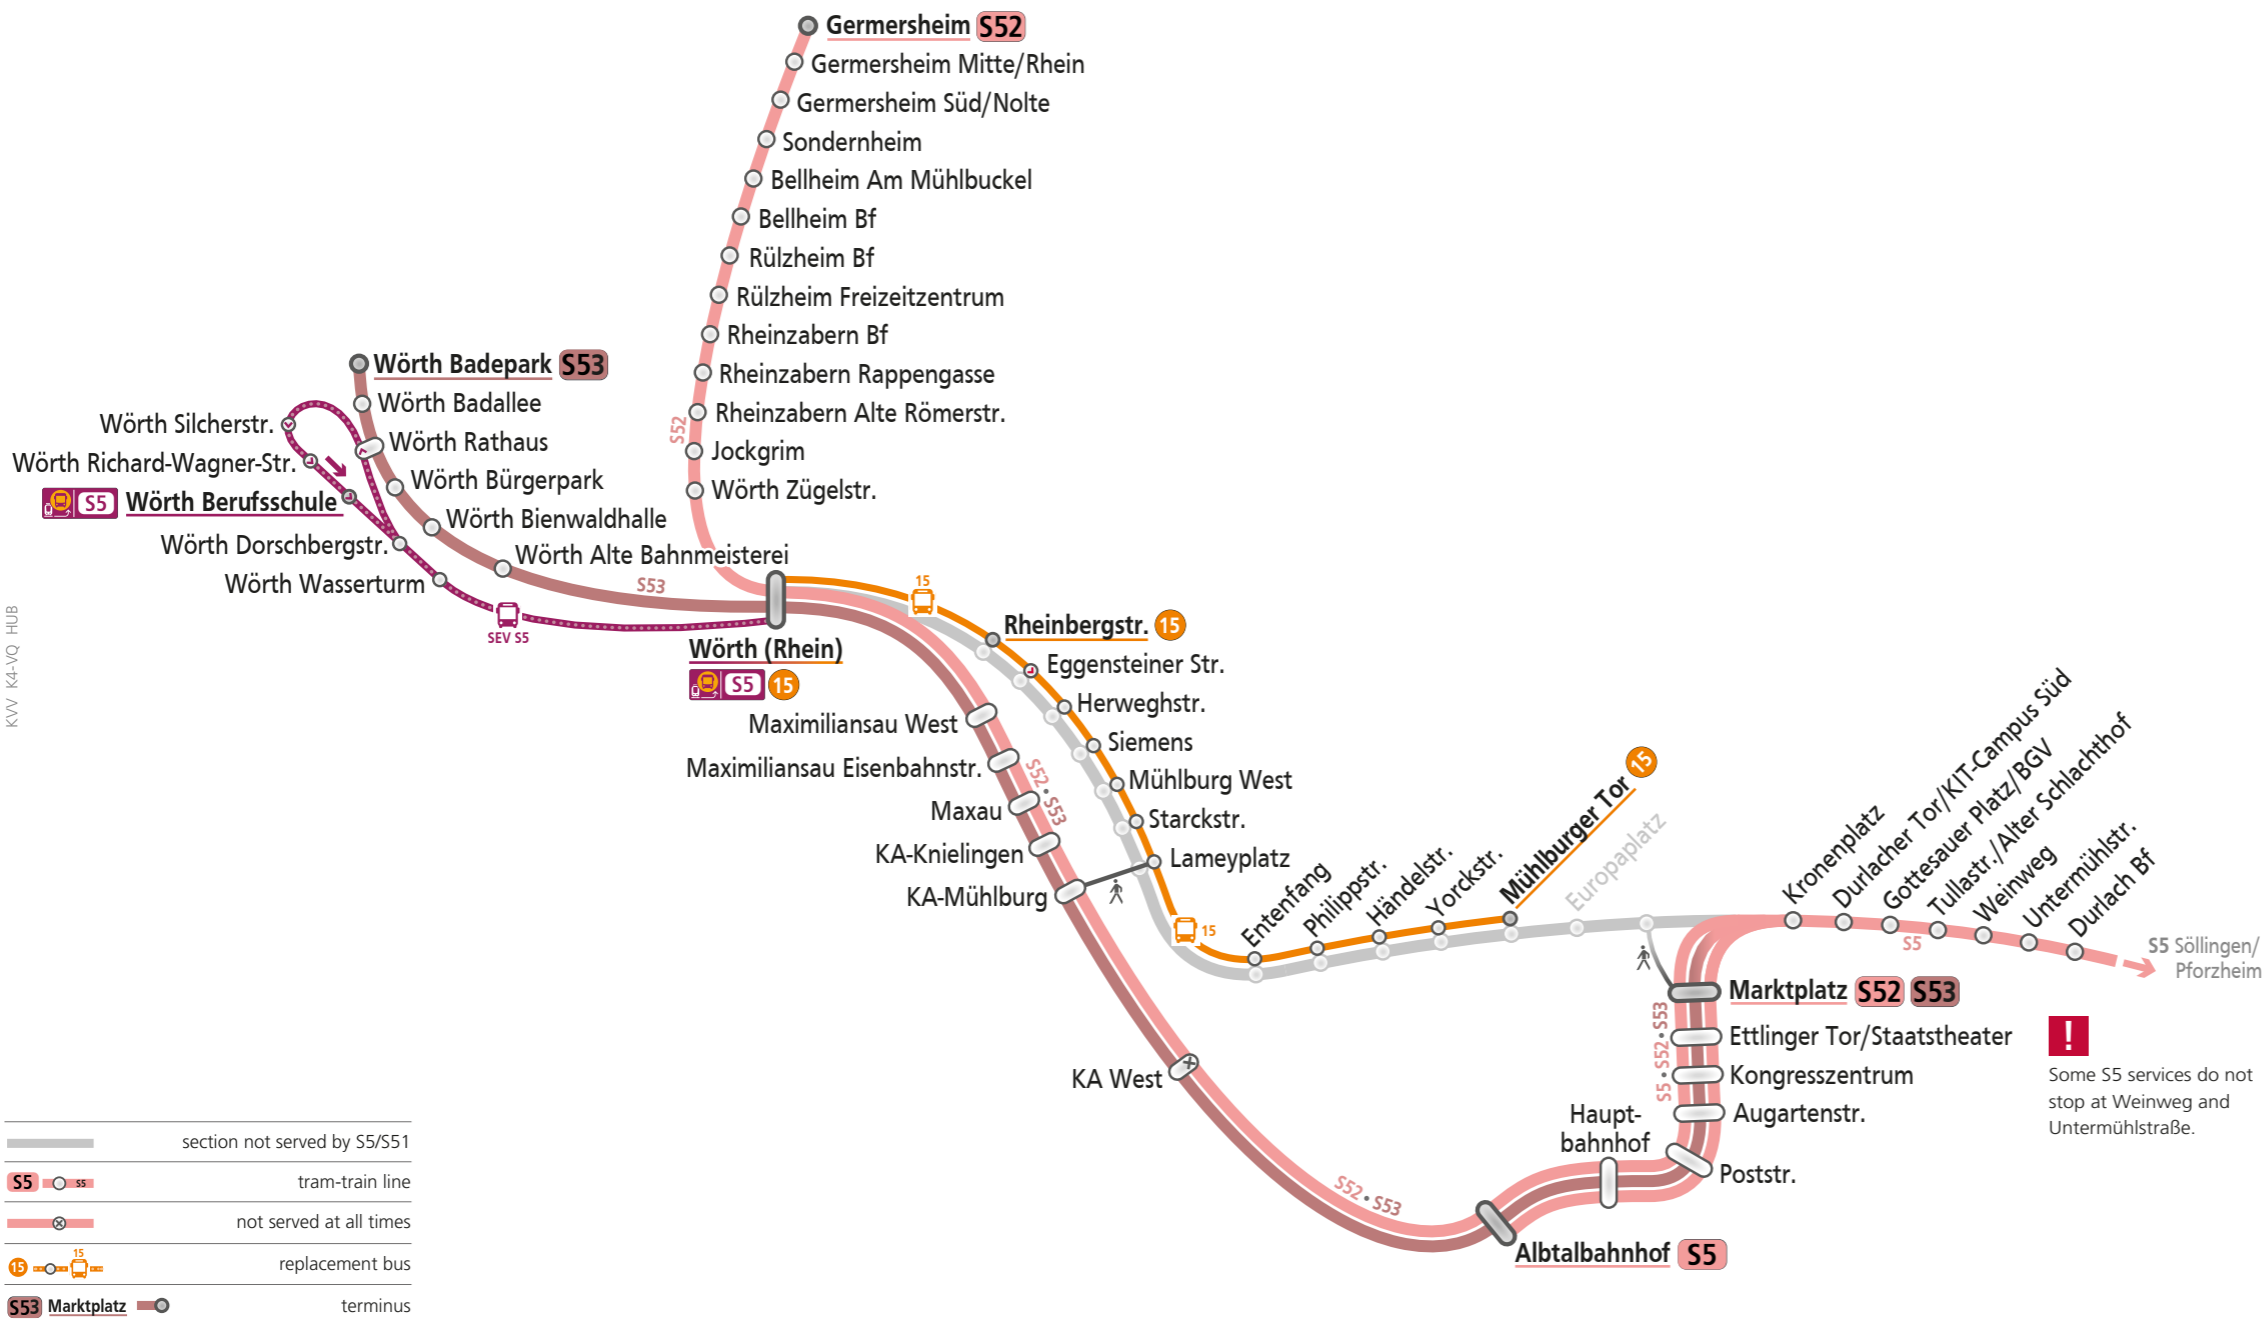 Germersheim S52
Germersheim Mitte/Rhein
Germersheim Süd/Nolte
Sondernheim
Bellheim Am Mühlbuckel
Bellheim Bf
Rülzheim Bf
Rülzheim Freizeitzentrum
Rheinzabern Bf
Rheinzabern Rappengasse
Rheinzabern Alte Römerstr.
S52
Jockgrim
Wörth Zügelstr.
Wörth Badepark S53
Wörth Badallee
Wörth Rathaus
Wörth Bürgerpark
Wörth Bienwaldhalle
Wörth Alte Bahnmeisterei
S53
Wörth Silcherstr.
Wörth Richard-Wagner-Str.
S5 Wörth Berufsschule
Wörth Dorschbergstr.
Wörth Wasserturm
SEV S5
KVV K4-VQ HUB
Wörth (Rhein)
S5 15
15
Rheinbergstr. 15
Eggensteiner Str.
Herweghstr.
Siemens
Mühlburg West
Starckstr.
Lameyplatz
15
Entenfang
Philippstr.
Händelstr.
Yorckstr.
Mühlburger Tor 15
Europaplatz
Maximiliansau West
Maximiliansau Eisenbahnstr.
S52 • S53
Maxau
KA-Knielingen
KA-Mühlburg
KA West
S52 • S53
Albtalbahnhof S5
Haupt-
bahnhof
Poststr.
Augartenstr.
Kongresszentrum
Ettlinger Tor/Staatstheater
S5 • S52 • S53
Marktplatz S52 S53
Kronenplatz
Durlacher Tor/KIT-Campus Süd
Gottesauer Platz/BGV
Tullastr./Alter Schlachthof
Weinweg
Untermühlstr.
Durlach Bf
S5
S5 Söllingen/
Pforzheim
!
Some S5 services do not
stop at Weinweg and
Untermühlstraße.
section not served by S5/S51
S5 S5 tram-train line
not served at all times
15 15 replacement bus
S53 Marktplatz terminus